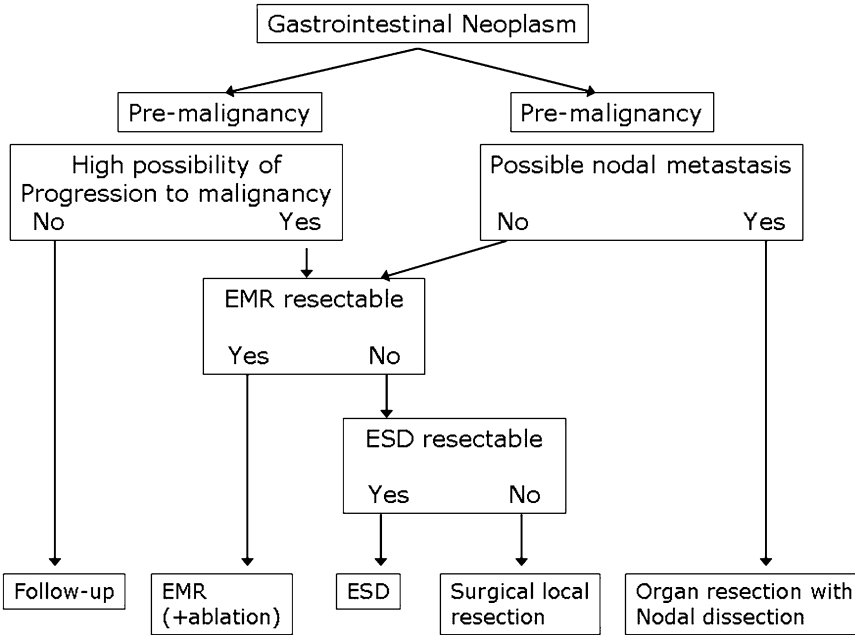 Gastrointestinal Neoplasm
Pre-malignancy
Pre-malignancy
High possibility of
Progression to malignancy
No Yes
Possible nodal metastasis
No Yes
EMR resectable
Yes No
ESD resectable
Yes No
Follow-up
EMR
(+ablation)
ESD
Surgical local
resection
Organ resection with
Nodal dissection